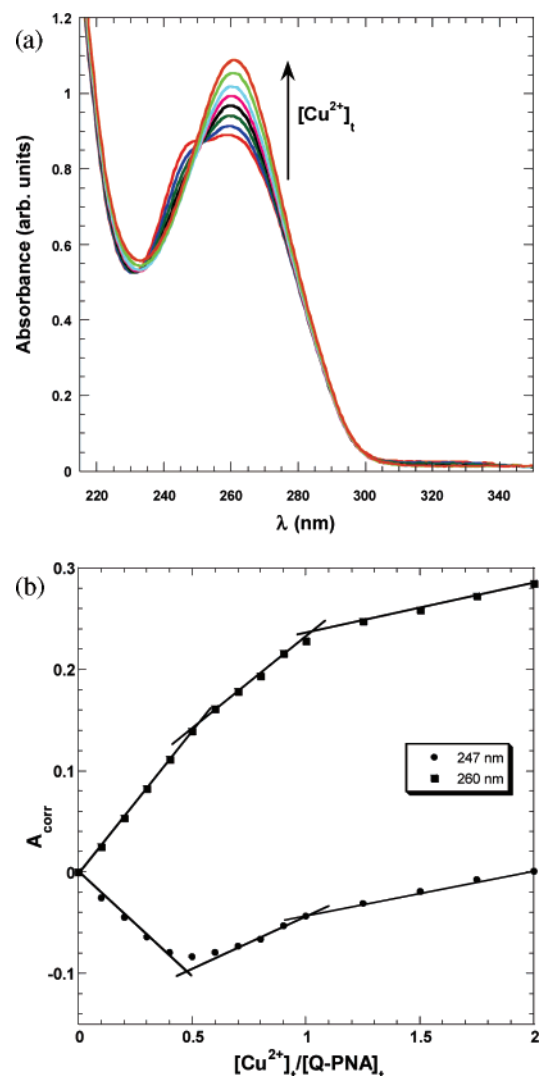 (a)
1.2
1
0.8
0.6
0.4
0.2
0
Absorbance (arb. units)
[Cu²⁺]ₜ
220 240 260 280 300 320 340
λ (nm)
(b)
0.3
0.2
0.1
0
-0.1
A_corr
247 nm
260 nm
0 0.5 1 1.5 2
[Cu²⁺]ₜ/[Q-PNA]ₜ